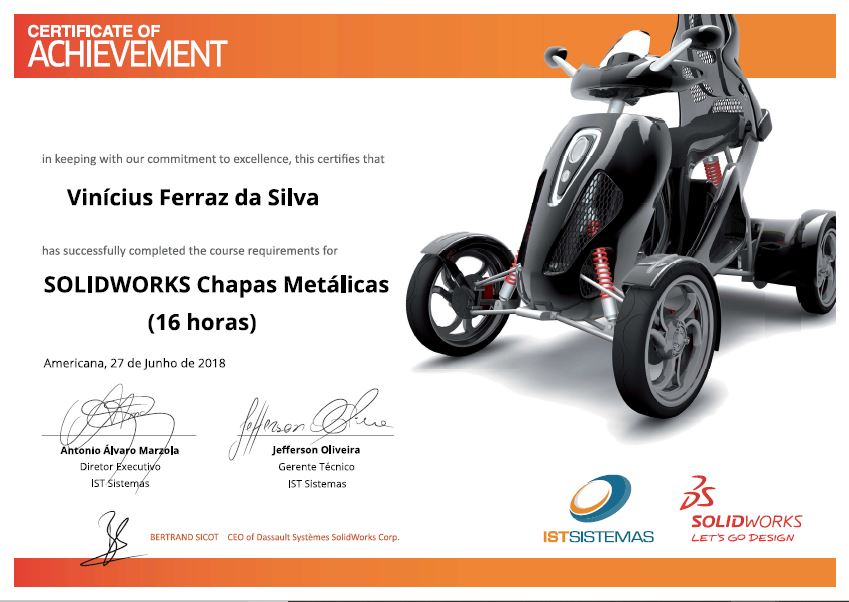 CERTIFICATE OF
ACHIEVEMENT
in keeping with our commitment to excellence, this certifies that
Vinícius Ferraz da Silva
has successfully completed the course requirements for
SOLIDWORKS Chapas Metálicas
(16 horas)
Americana, 27 de Junho de 2018
Jefferson Oliveira
Antonio Álvaro Marzola
Jefferson Oliveira
Diretor Executivo
Gerente Técnico
IST Sistemas
IST Sistemas
BERTRAND SICOT CEO of Dassault Systèmes SolidWorks Corp.
ISTSISTEMAS
3DS
SOLIDWORKS
LET'S GO DESIGN